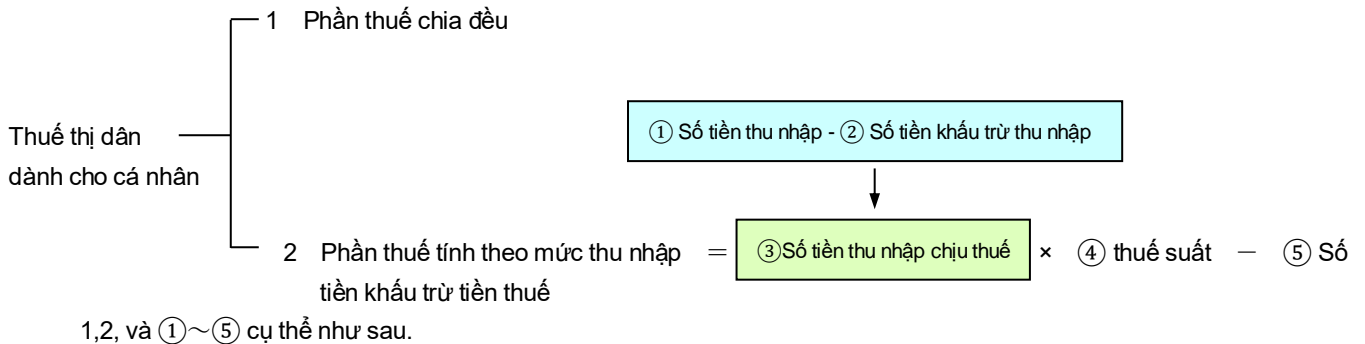 1 Phần thuế chia đều
① Số tiền thu nhập - ② Số tiền khấu trừ thu nhập
Thuế thị dân
dành cho cá nhân
2 Phần thuế tính theo mức thu nhập = ③Số tiền thu nhập chịu thuế × ④ thuế suất － ⑤ Số
tiền khấu trừ tiền thuế
1,2, và ①～⑤ cụ thể như sau.